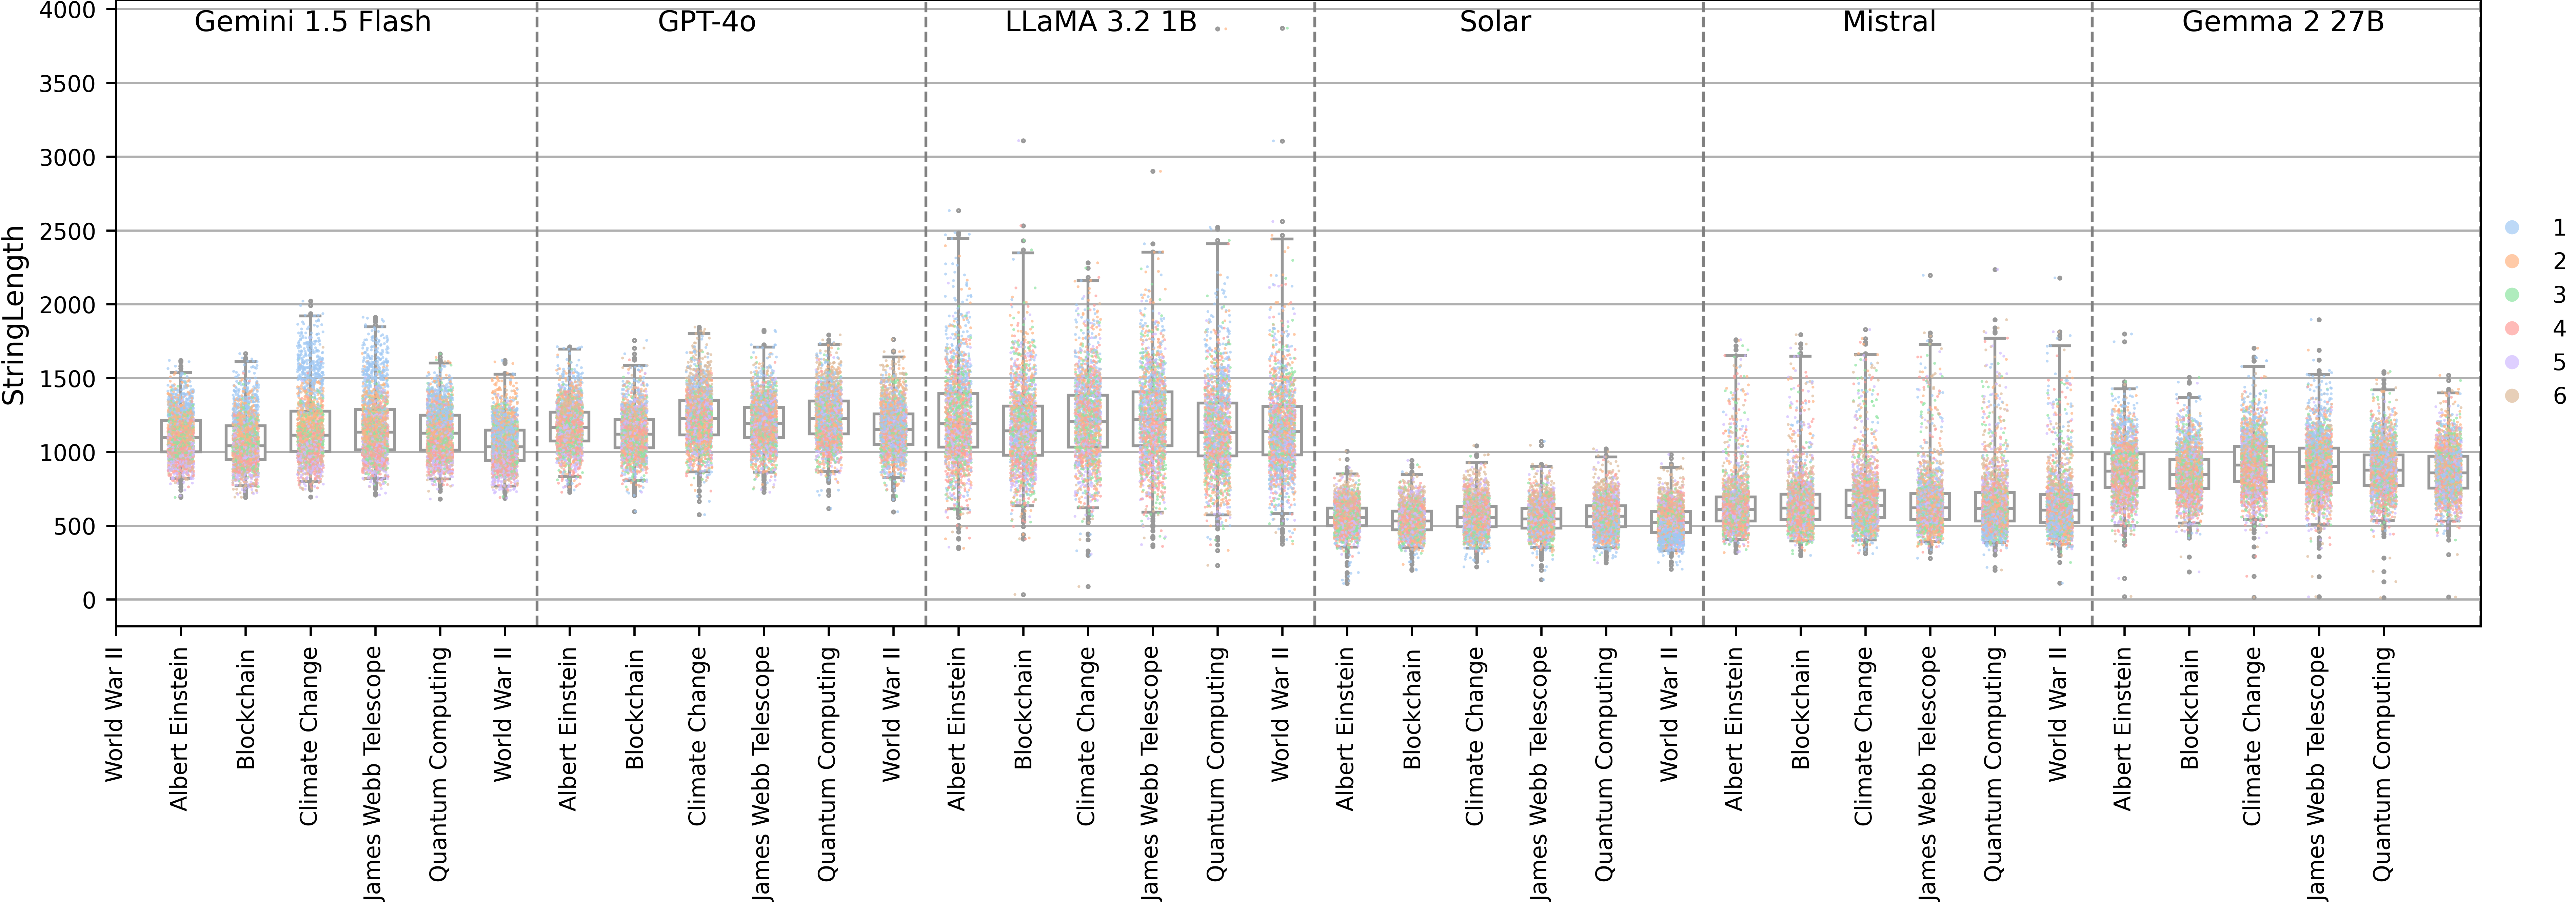 Gemini 1.5 Flash
GPT-4o
LLaMA 3.2 1B
Solar
Mistral
Gemma 2 27B
StringLength
4000
3500
3000
2500
2000
1500
1000
500
0
1
2
3
4
5
6
World War II
Albert Einstein
Blockchain
Climate Change
James Webb Telescope
Quantum Computing
World War II
Albert Einstein
Blockchain
Climate Change
James Webb Telescope
Quantum Computing
World War II
Albert Einstein
Blockchain
Climate Change
James Webb Telescope
Quantum Computing
World War II
Albert Einstein
Blockchain
Climate Change
James Webb Telescope
Quantum Computing
World War II
Albert Einstein
Blockchain
Climate Change
James Webb Telescope
Quantum Computing
World War II
Albert Einstein
Blockchain
Climate Change
James Webb Telescope
Quantum Computing